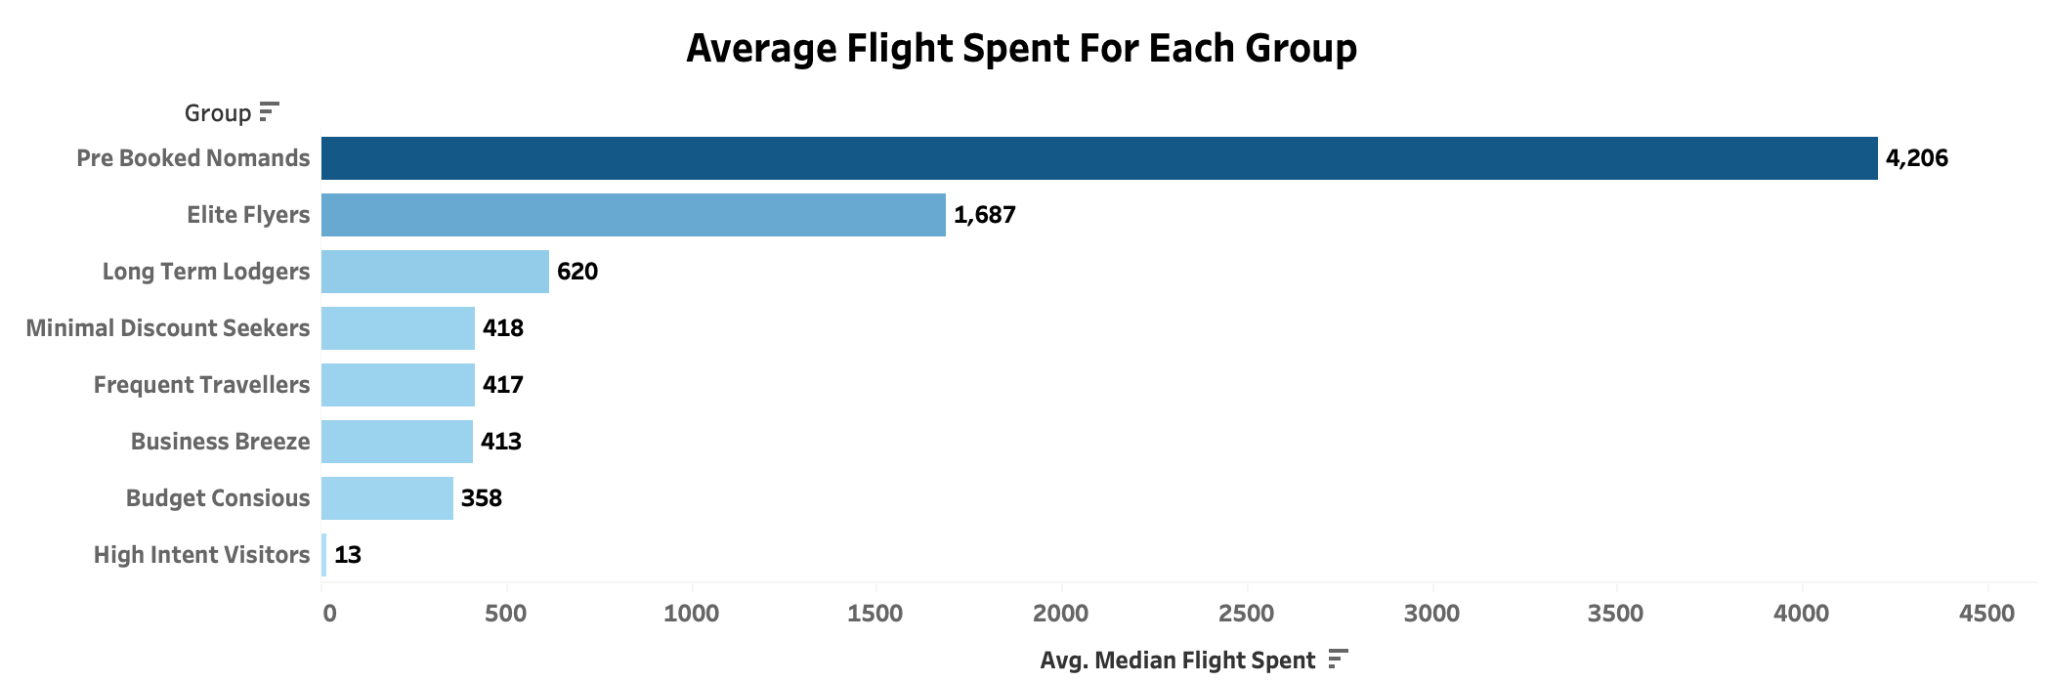 Average Flight Spent For Each Group
Group
Pre Booked Nomands 4,206
Elite Flyers 1,687
Long Term Lodgers 620
Minimal Discount Seekers 418
Frequent Travellers 417
Business Breeze 413
Budget Consious 358
High Intent Visitors 13
0 500 1000 1500 2000 2500 3000 3500 4000 4500
Avg. Median Flight Spent